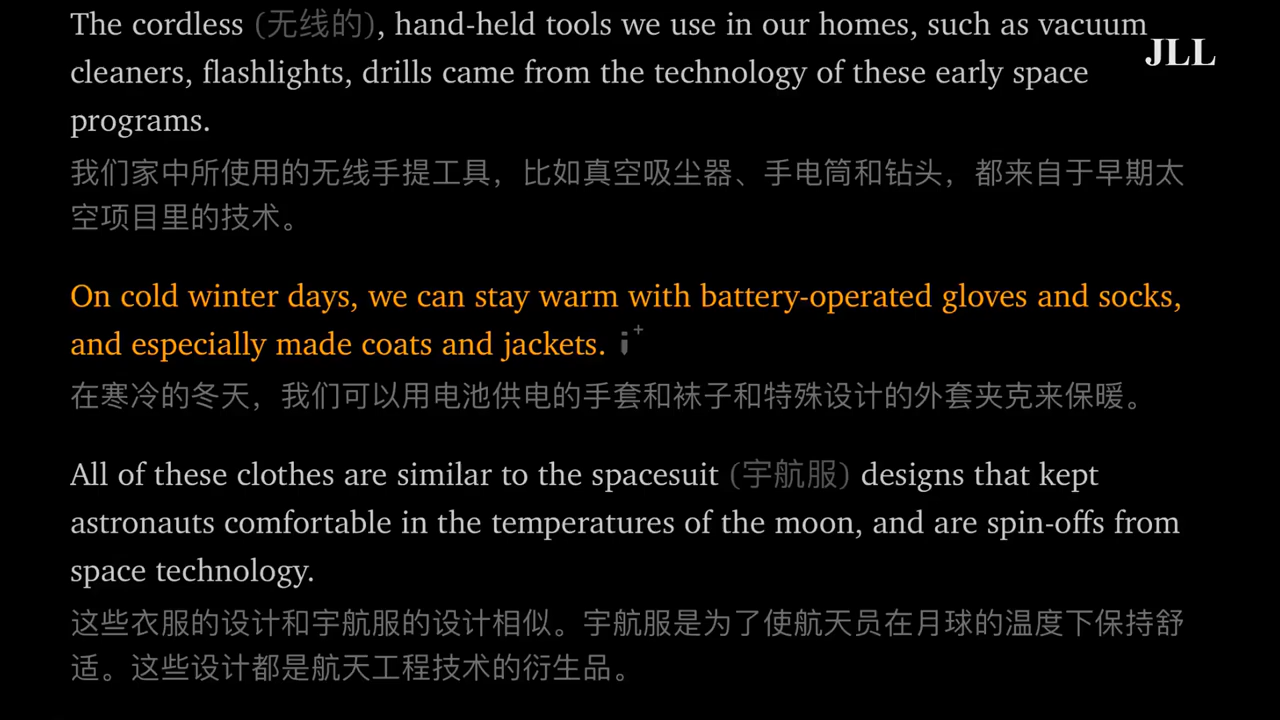 The cordless (无线的), hand-held tools we use in our homes, such as vacuum
JLL
cleaners, flashlights, drills came from the technology of these early space
programs.
我们家中所使用的无线手提工具，比如真空吸尘器、手电筒和钻头，都来自于早期太
空项目里的技术。
On cold winter days, we can stay warm with battery-operated gloves and socks,
and especially made coats and jackets.
在寒冷的冬天，我们可以用电池供电的手套和袜子和特殊设计的外套夹克来保暖。
All of these clothes are similar to the spacesuit (宇航服) designs that kept
astronauts comfortable in the temperatures of the moon, and are spin-offs from
space technology.
这些衣服的设计和宇航服的设计相似。宇航服是为了使航天员在月球的温度下保持舒
适。这些设计都是航天工程技术的衍生品。